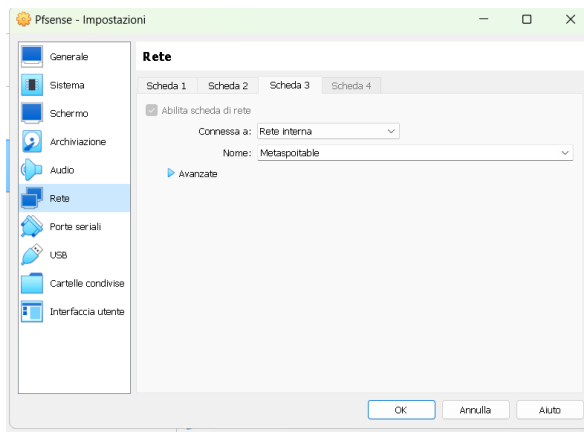 Pfsense - Impostazioni
Generale
Sistema
Schermo
Archiviazione
Audio
Rete
Porte seriali
USB
Cartelle condivise
Interfaccia utente
Rete
Scheda 1 Scheda 2 Scheda 3 Scheda 4
Abilita scheda di rete
Connessa a: Rete interna
Nome: Metaspoitable
Avanzate
OK Annulla Aiuto